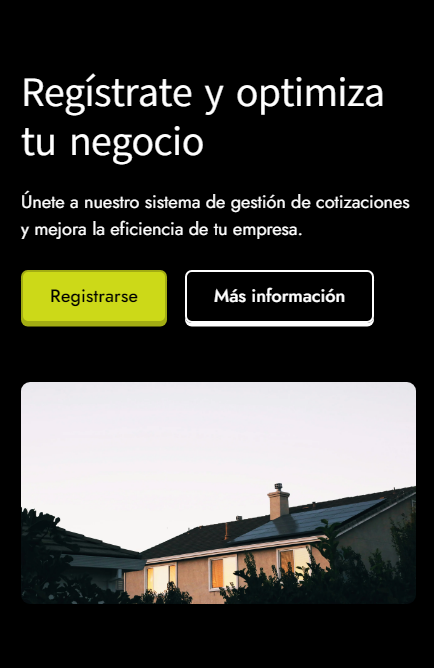 Regístrate y optimiza
tu negocio
Únete a nuestro sistema de gestión de cotizaciones
y mejora la eficiencia de tu empresa.
Registrarse
Más información